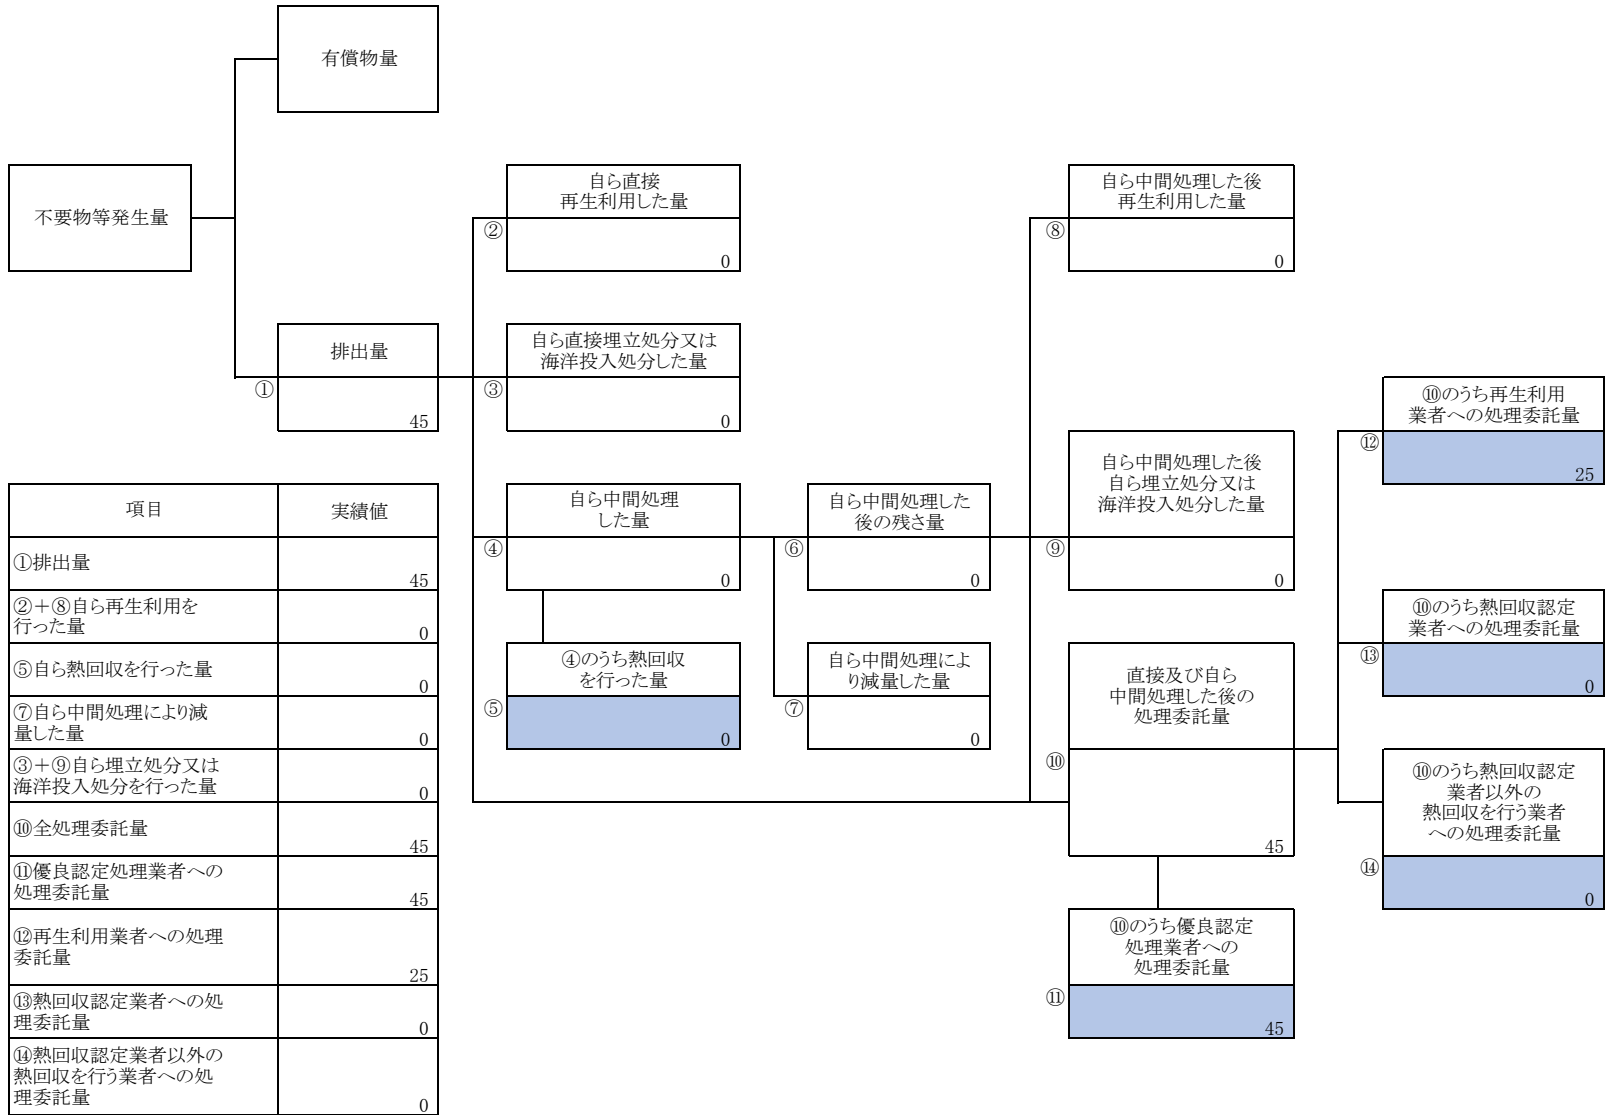 有償物量
不要物等発生量
自ら直接
再生利用した量
②
0
自ら中間処理した後
再生利用した量
⑧
0
排出量
①
45
自ら直接埋立処分又は
海洋投入処分した量
③
0
⑩のうち再生利用
業者への処理委託量
⑫
25
自ら中間処理
した量
④
0
自ら中間処理した
後の残さ量
⑥
0
自ら中間処理した後
自ら埋立処分又は
海洋投入処分した量
⑨
0
⑩のうち熱回収認定
業者への処理委託量
⑬
0
④のうち熱回収
を行った量
⑤
0
自ら中間処理によ
り減量した量
⑦
0
直接及び自ら
中間処理した後の
処理委託量
⑩
45
⑩のうち熱回収認定
業者以外の
熱回収を行う業者
への処理委託量
⑭
0
⑩のうち優良認定
処理業者への
処理委託量
⑪
45
項目
実績値
①排出量
45
②+⑧自ら再生利用を
行った量
0
⑤自ら熱回収を行った量
0
⑦自ら中間処理により減
量した量
0
③+⑨自ら埋立処分又は
海洋投入処分を行った量
0
⑩全処理委託量
45
⑪優良認定処理業者への
処理委託量
45
⑫再生利用業者への処理
委託量
25
⑬熱回収認定業者への処
理委託量
0
⑭熱回収認定業者以外の
熱回収を行う業者への処
理委託量
0